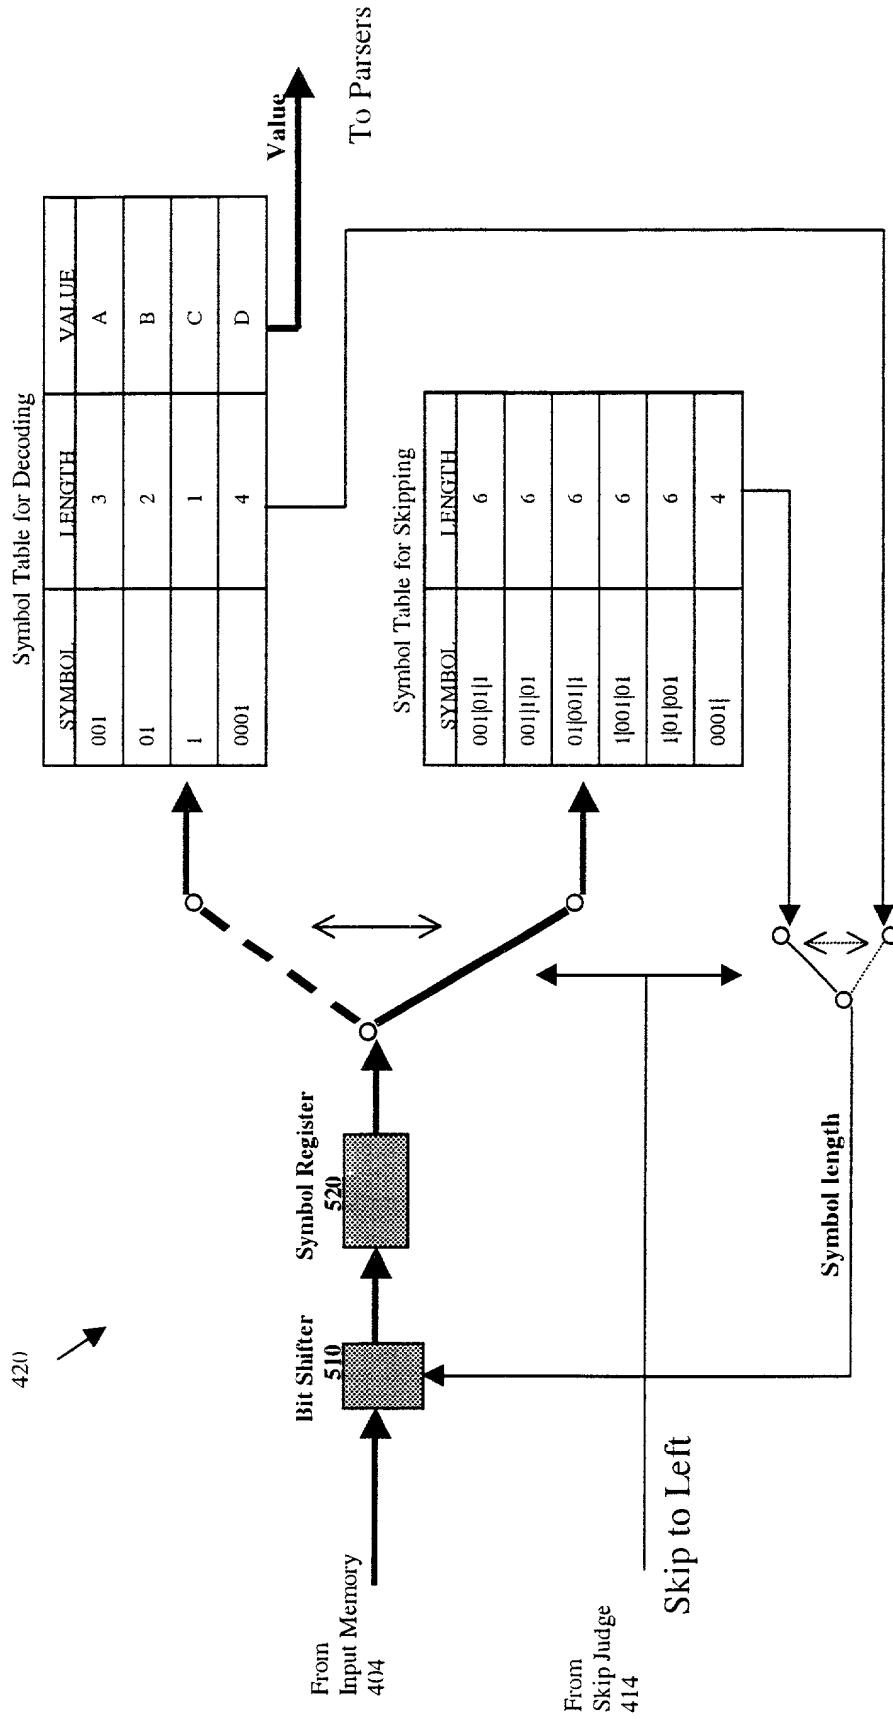 420
Symbol Table for Decoding
SYMBOL LENGTH VALUE
001 3 A
01 2 B
1 1 C
0001 4 D
Value
To Parsers
Symbol Table for Skipping
SYMBOL LENGTH
001|01|1 6
001|1|01 6
01|001|1 6
1|001|01 6
1|01|001 6
0001| 4
Bit Shifter
510
Symbol Register
520
From
Input Memory
404
From
Skip Judge
414
Skip to Left
Symbol length